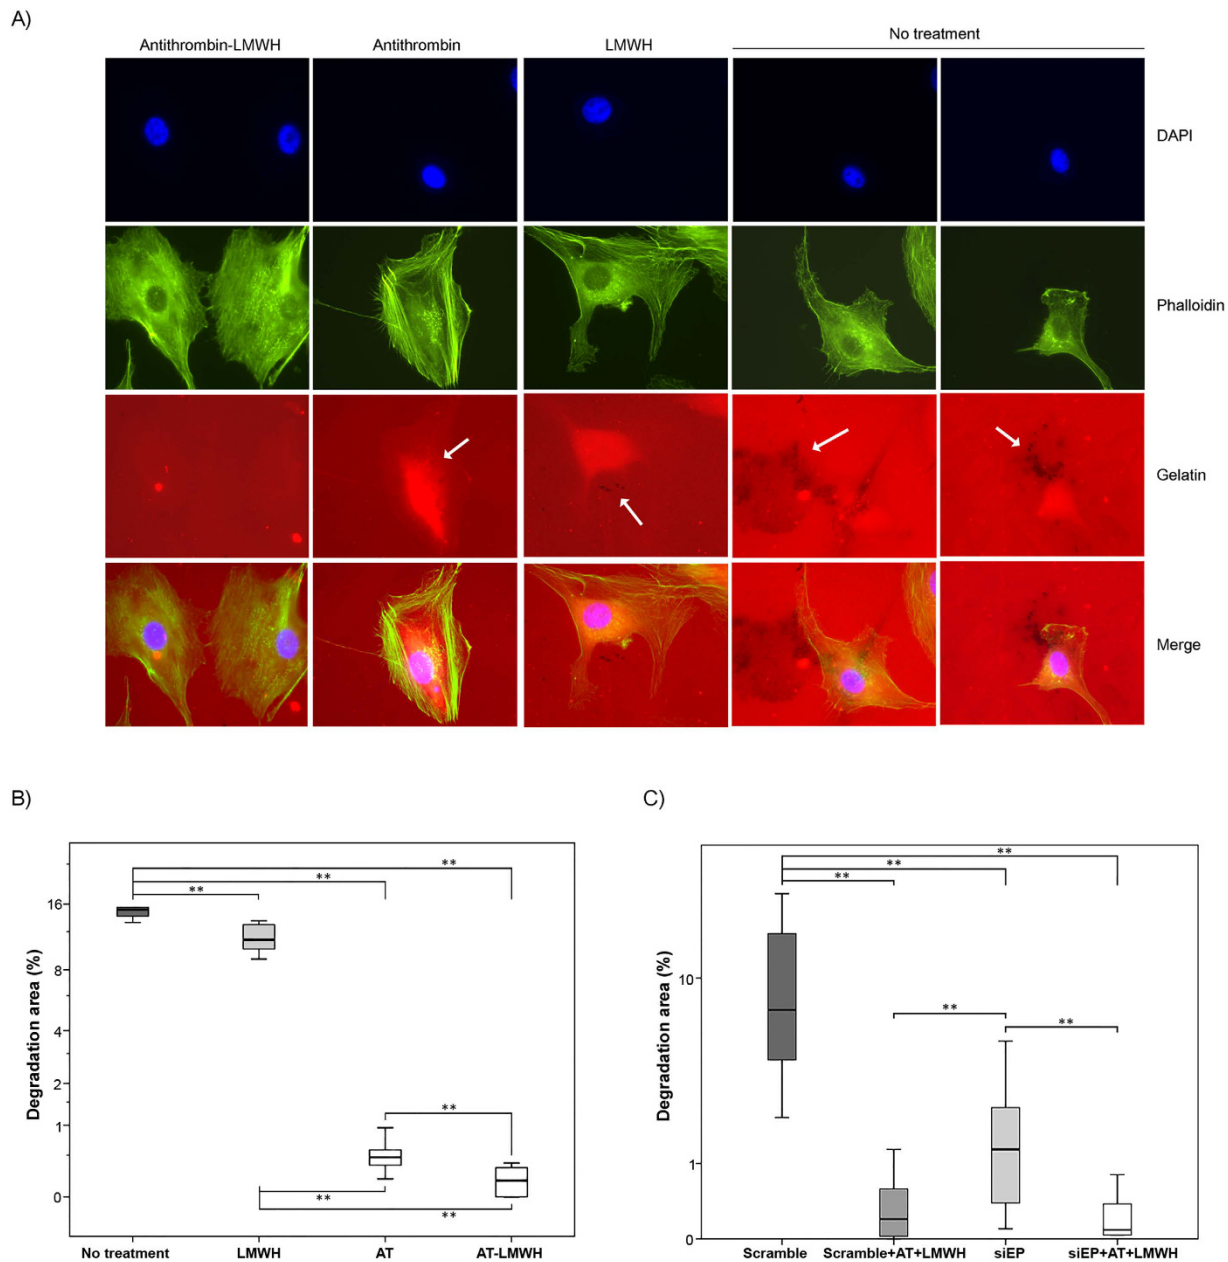 A)
Antithrombin-LMWH
Antithrombin
LMWH
No treatment
DAPI
Phalloidin
Gelatin
Merge
B)
Degradation area (%)
16
8
4
2
1
0
**
**
**
**
**
**
No treatment
LMWH
AT
AT-LMWH
C)
Degradation area (%)
10
1
0
**
**
**
**
**
Scramble
Scramble+AT+LMWH
siEP
siEP+AT+LMWH